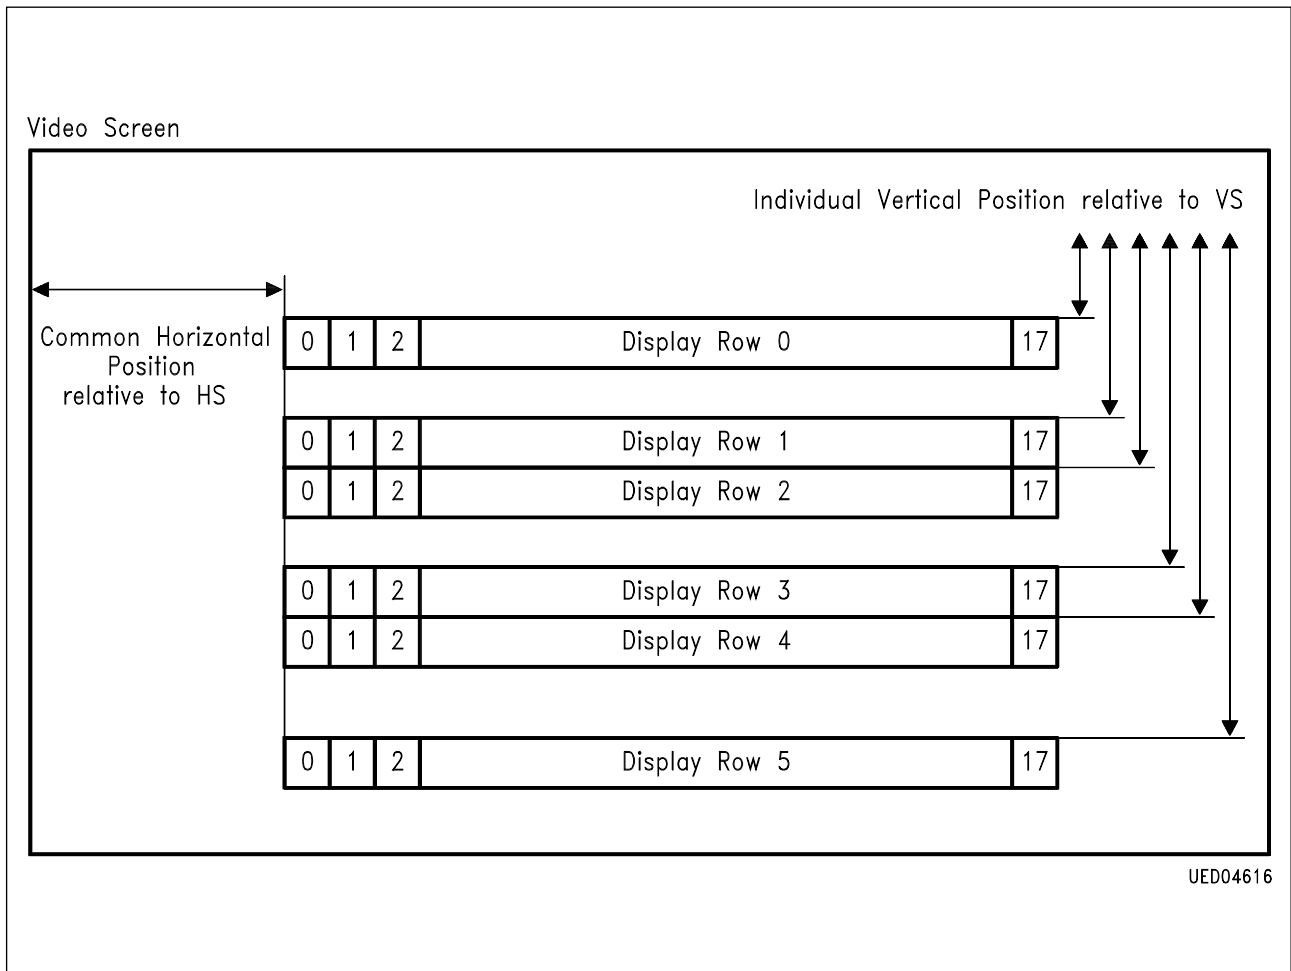 Video Screen
Individual Vertical Position relative to VS
Common Horizontal
Position
relative to HS
0 1 2 Display Row 0 17
0 1 2 Display Row 1 17
0 1 2 Display Row 2 17
0 1 2 Display Row 3 17
0 1 2 Display Row 4 17
0 1 2 Display Row 5 17
UED04616